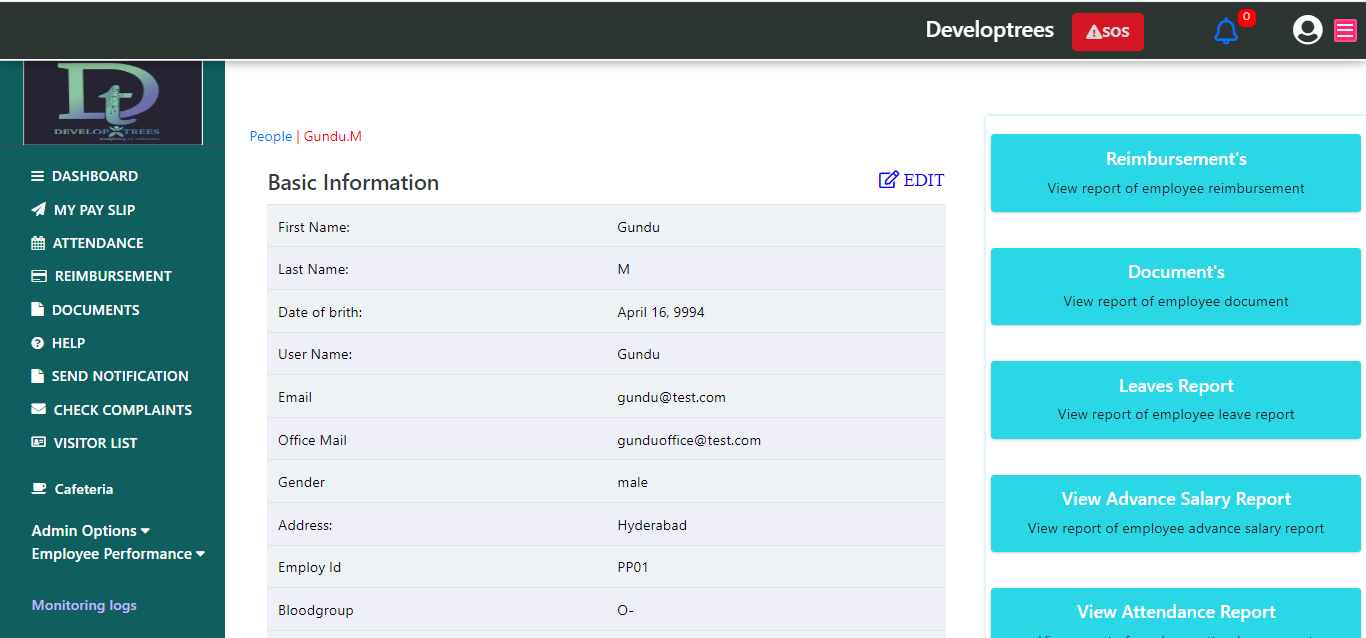 Developtrees
SOS
0
DEVELOP TREES
DASHBOARD
MY PAY SLIP
ATTENDANCE
REIMBURSEMENT
DOCUMENTS
HELP
SEND NOTIFICATION
CHECK COMPLAINTS
VISITOR LIST
Cafeteria
Admin Options
Employee Performance
Monitoring logs
People | Gundu.M
Basic Information
EDIT
First Name: Gundu
Last Name: M
Date of brith: April 16, 9994
User Name: Gundu
Email gundu@test.com
Office Mail gunduoffice@test.com
Gender male
Address: Hyderabad
Employ Id PP01
Bloodgroup O-
Reimbursement's
View report of employee reimbursement
Document's
View report of employee document
Leaves Report
View report of employee leave report
View Advance Salary Report
View report of employee advance salary report
View Attendance Report